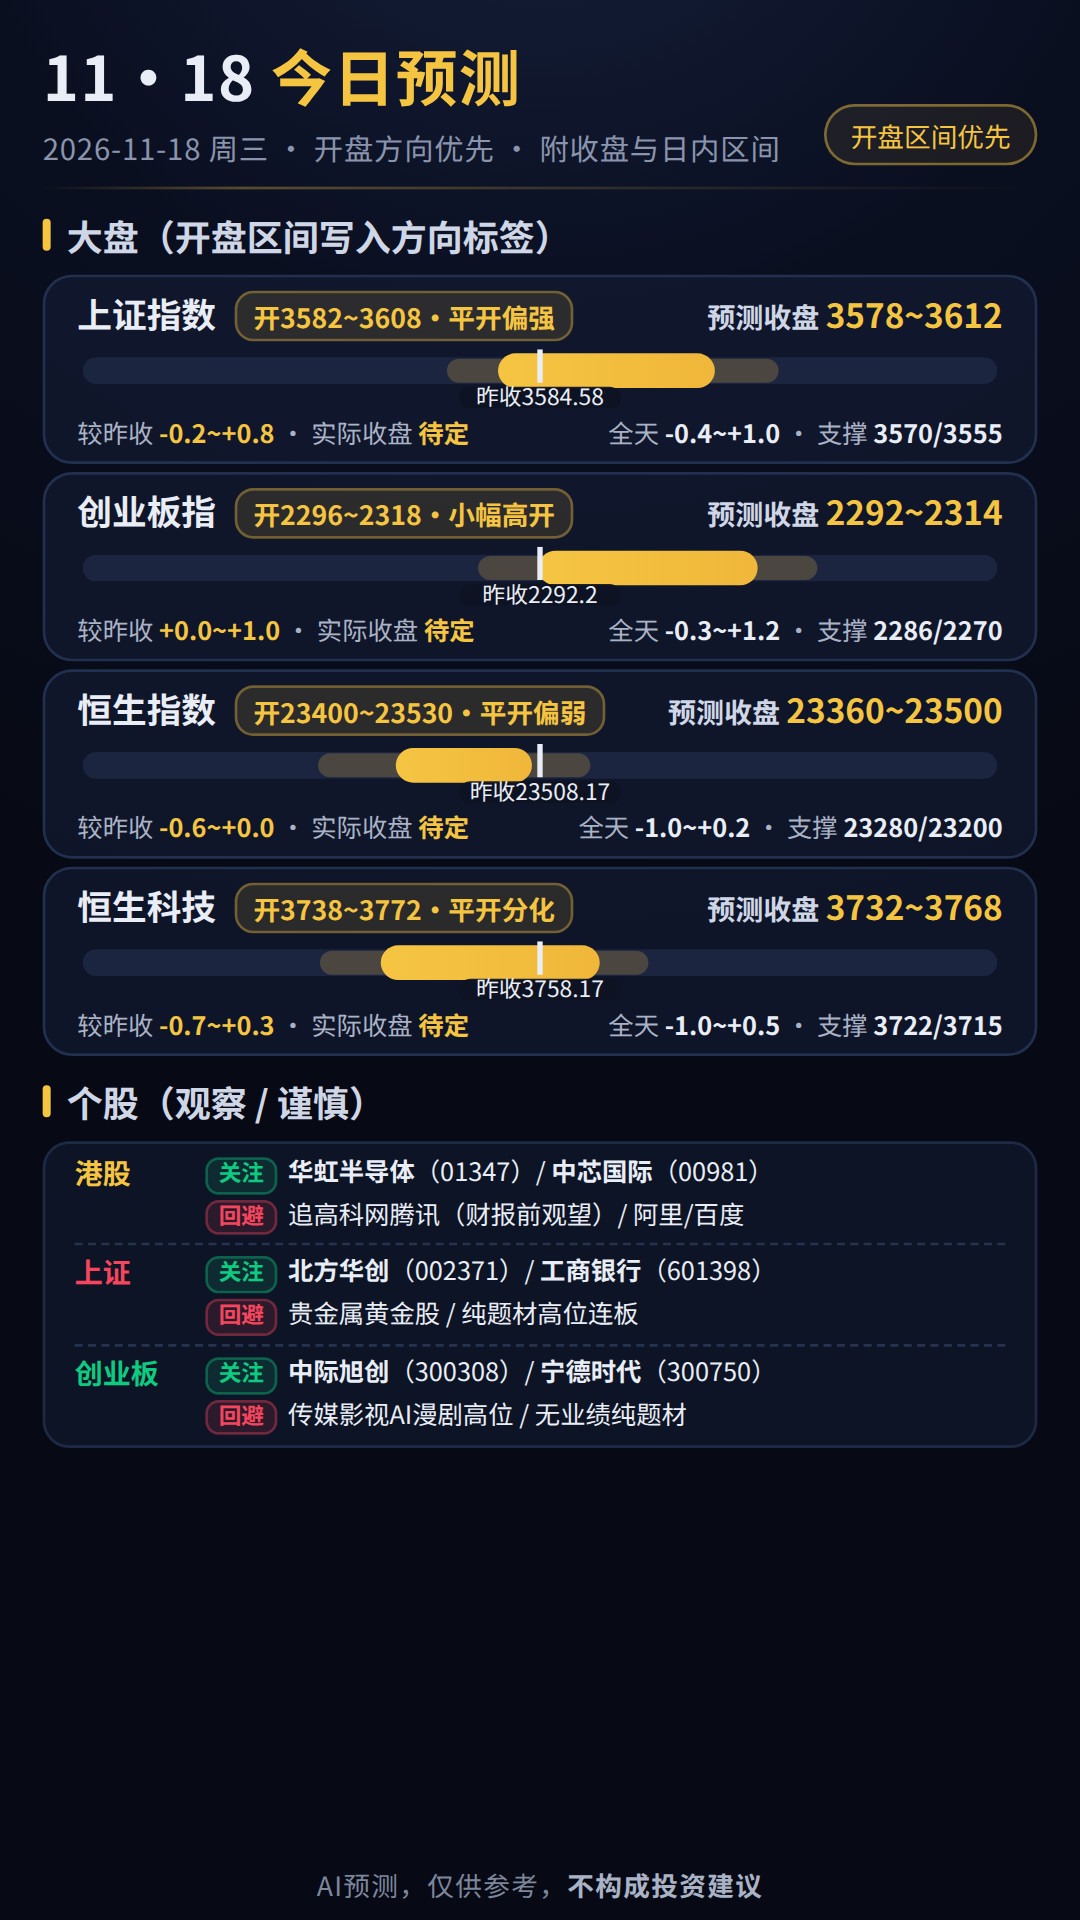 11·18 今日预测
2026-11-18 周三 · 开盘方向优先 · 附收盘与日内区间
开盘区间优先
大盘（开盘区间写入方向标签）
上证指数 开3582~3608·平开偏强 预测收盘 3578~3612
昨收3584.58
较昨收 -0.2~+0.8 · 实际收盘 待定 全天 -0.4~+1.0 · 支撑 3570/3555
创业板指 开2296~2318·小幅高开 预测收盘 2292~2314
昨收2292.2
较昨收 +0.0~+1.0 · 实际收盘 待定 全天 -0.3~+1.2 · 支撑 2286/2270
恒生指数 开23400~23530·平开偏弱 预测收盘 23360~23500
昨收23508.17
较昨收 -0.6~+0.0 · 实际收盘 待定 全天 -1.0~+0.2 · 支撑 23280/23200
恒生科技 开3738~3772·平开分化 预测收盘 3732~3768
昨收3758.17
较昨收 -0.7~+0.3 · 实际收盘 待定 全天 -1.0~+0.5 · 支撑 3722/3715
个股（观察 / 谨慎）
港股 关注 华虹半导体（01347）/ 中芯国际（00981）
回避 追高科网腾讯（财报前观望）/ 阿里/百度
上证 关注 北方华创（002371）/ 工商银行（601398）
回避 贵金属黄金股 / 纯题材高位连板
创业板 关注 中际旭创（300308）/ 宁德时代（300750）
回避 传媒影视AI漫剧高位 / 无业绩纯题材
AI预测，仅供参考，不构成投资建议